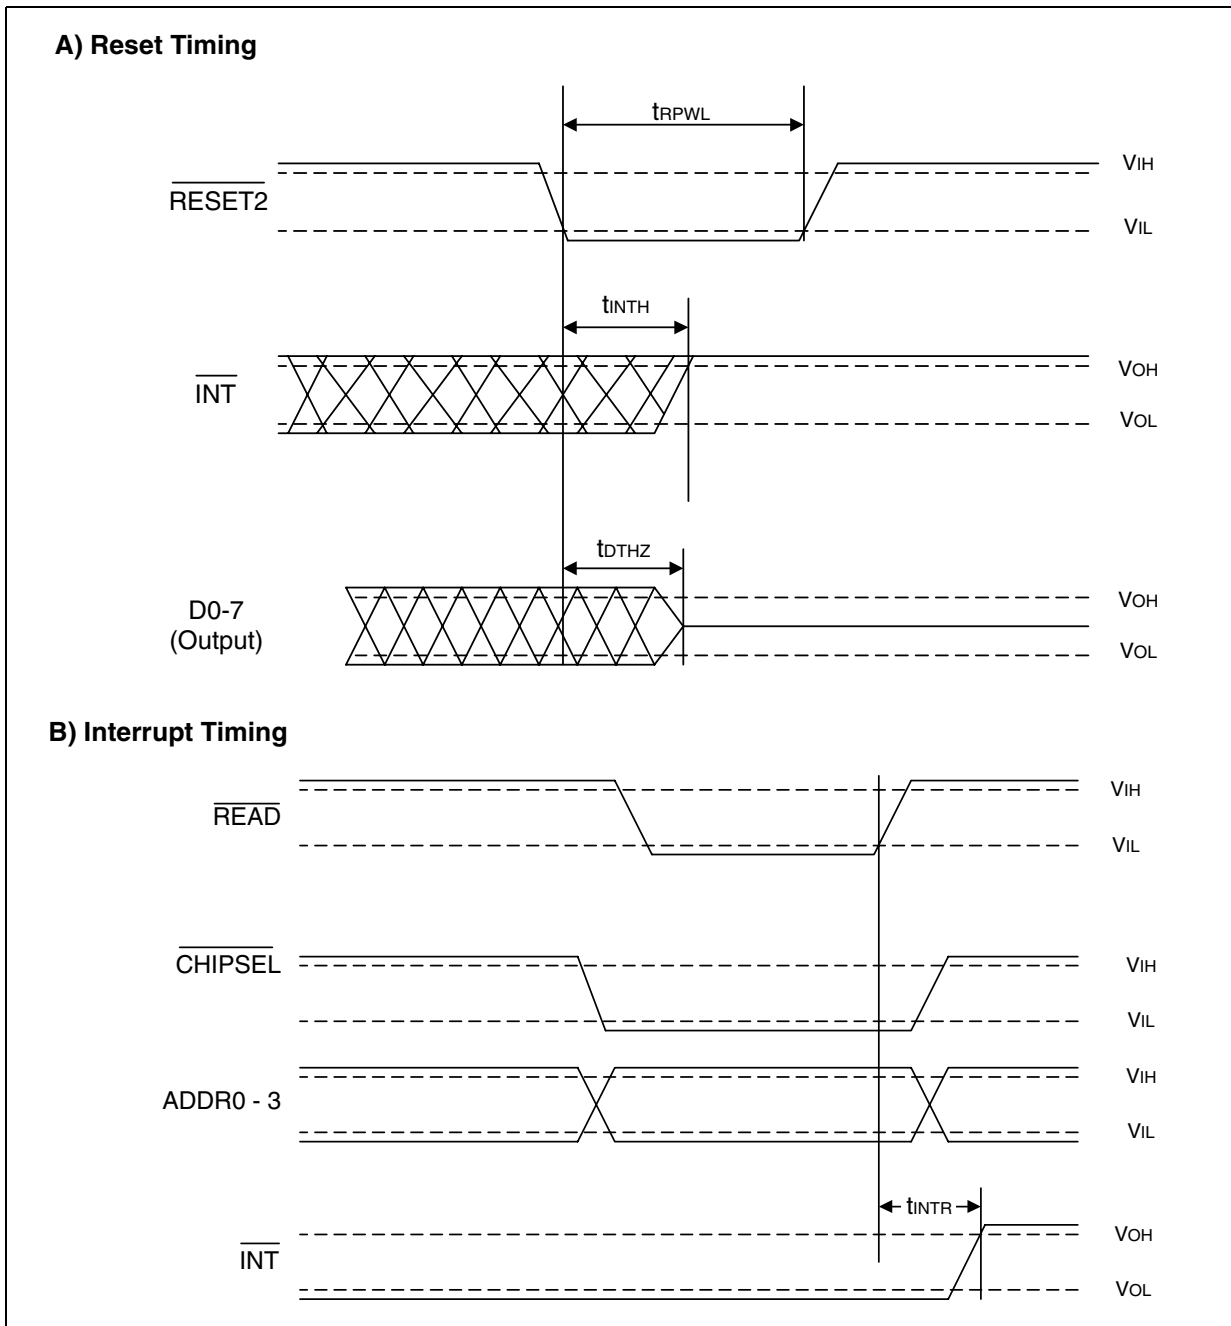 A) Reset Timing
tRPWL
RESET2
VIH
VIL
tINTH
INT
VOH
VOL
tDTHZ
D0-7
(Output)
VOH
VOL
B) Interrupt Timing
READ
VIH
VIL
CHIPSEL
VIH
VIL
ADDR0 - 3
VIH
VIL
tINTR
INT
VOH
VOL